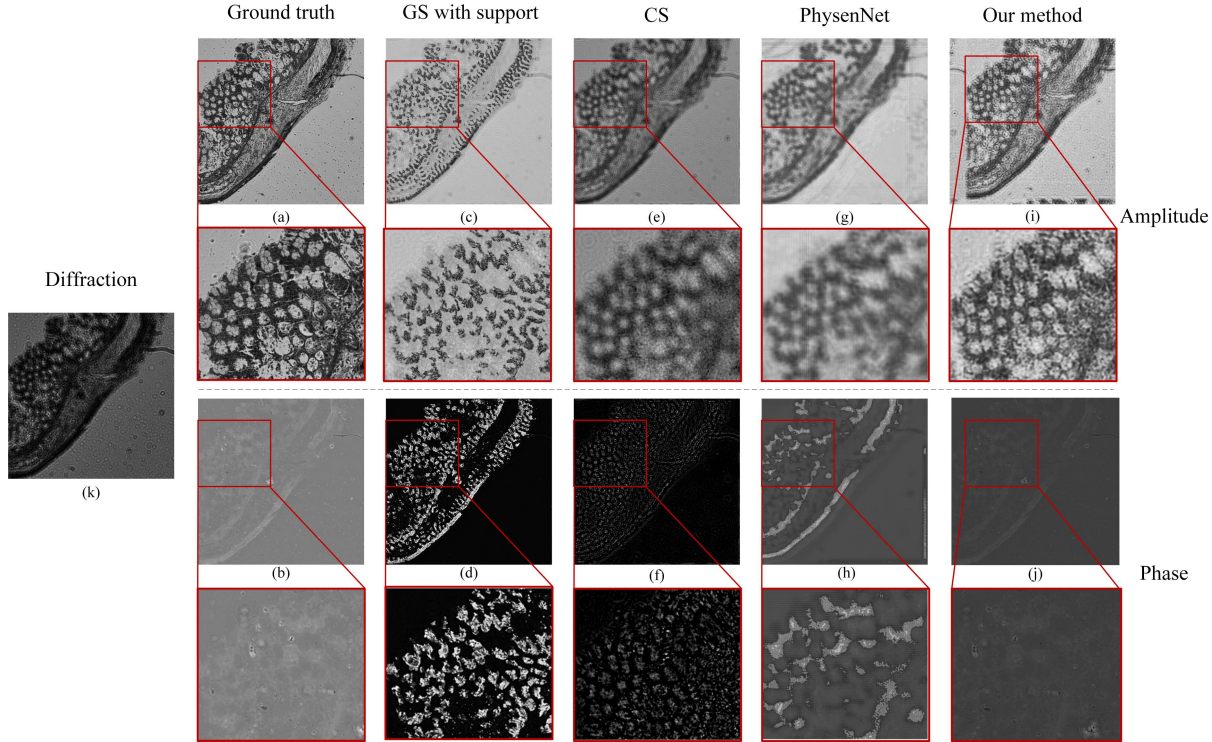 Ground truth
GS with support
CS
PhysenNet
Our method
(a)
(c)
(e)
(g)
(i)
Amplitude
Diffraction
(k)
(b)
(d)
(f)
(h)
(j)
Phase